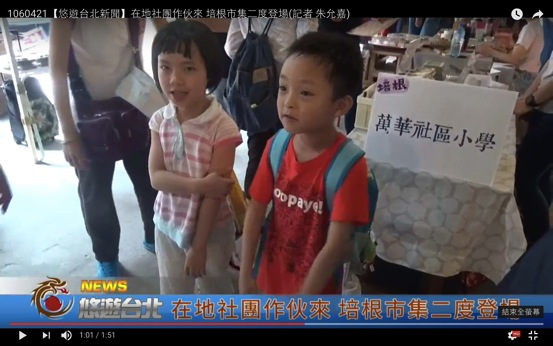 1060421【悠遊台北新聞】在地社團作伙來 培根市集二度登場(記者 朱允嘉)
培根
萬華社區小學
Poopaye!
NEWS
悠遊台北
在地社團作伙來 培根市集二度登場
結束全螢幕
1:01 / 1:51